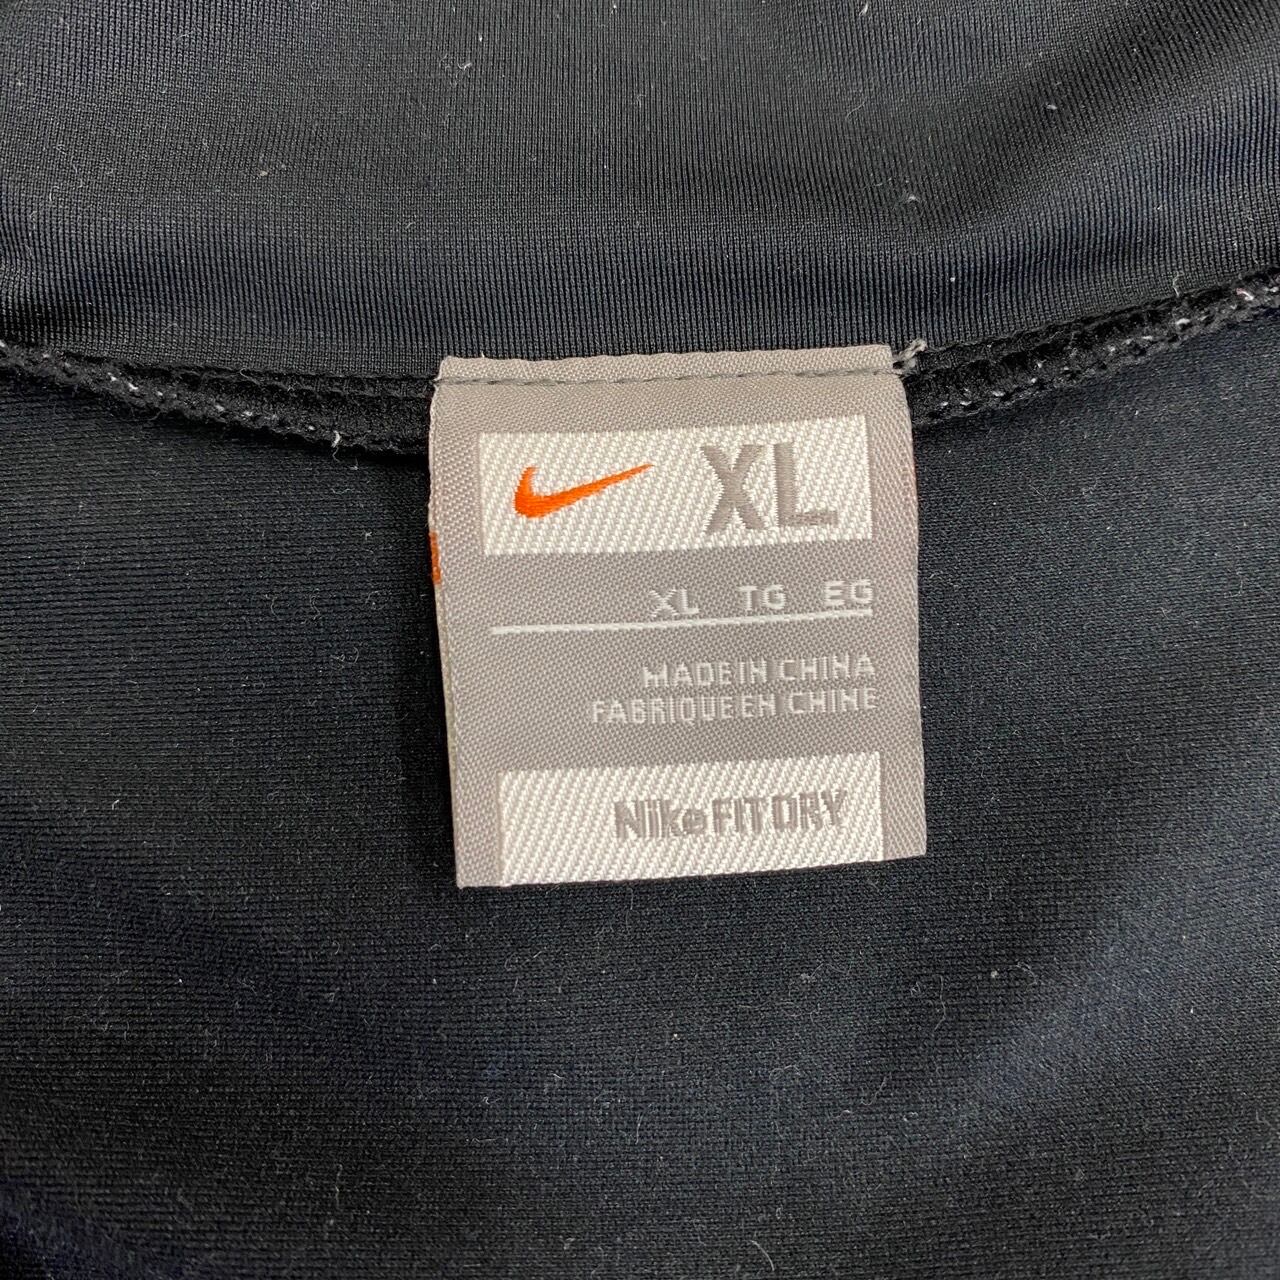 XL
XL TG EG
MADE IN CHINA
FABRIQUE EN CHINE
Nike FIT DRY